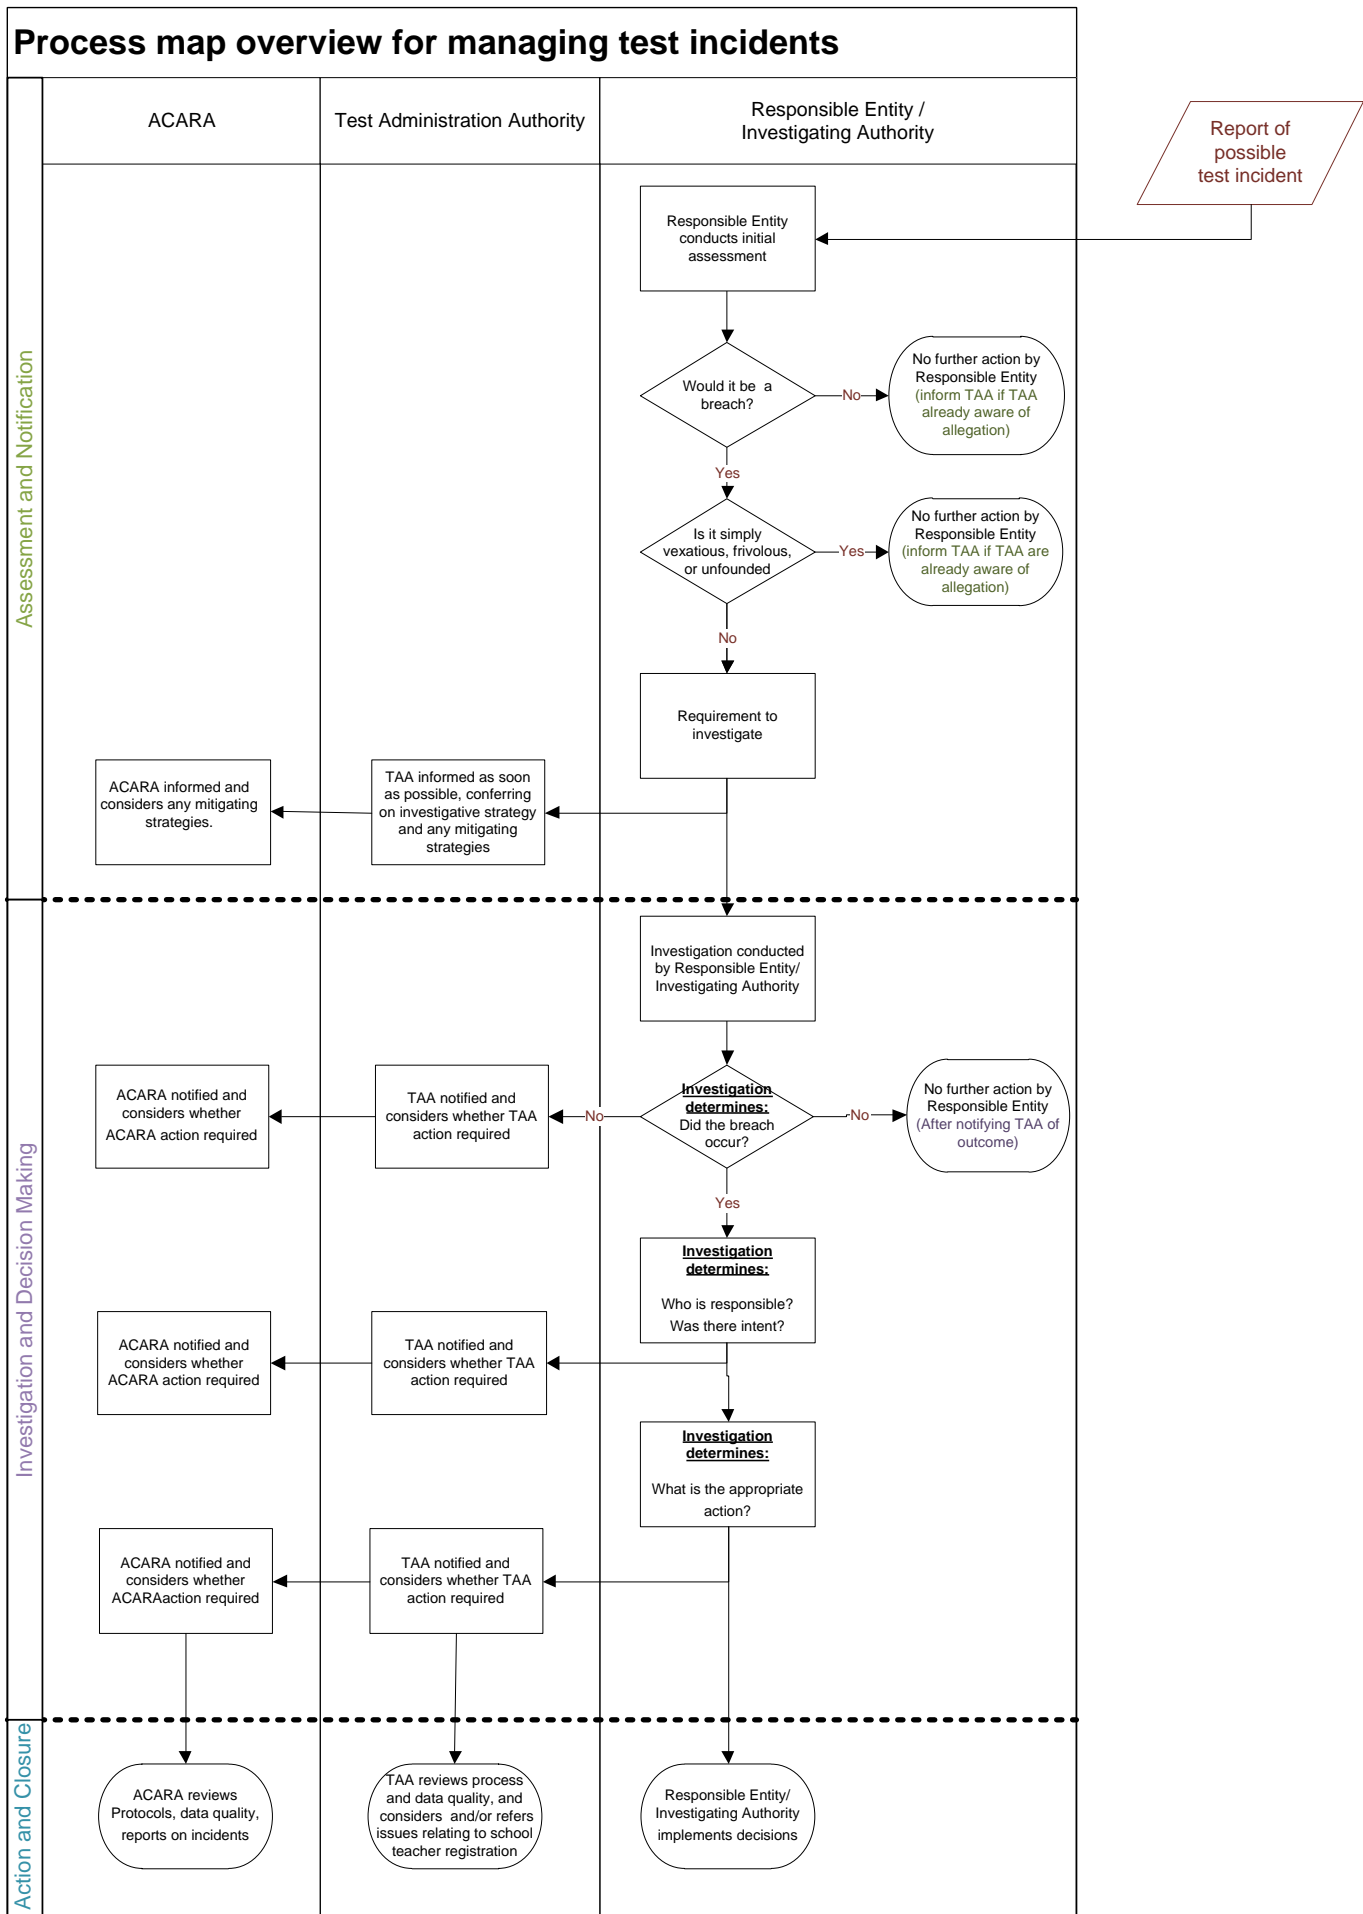 Process map overview for managing test incidents
ACARA
Test Administration Authority
Responsible Entity /
Investigating Authority
Report of
possible
test incident
Assessment and Notification
Responsible Entity
conducts initial
assessment
Would it be  a
breach?
No
No further action by
Responsible Entity
(inform TAA if TAA
already aware of
allegation)
Yes
Is it simply
vexatious, frivolous,
or unfounded
Yes
No further action by
Responsible Entity
(inform TAA if TAA are
already aware of
allegation)
No
Requirement to
investigate
ACARA informed and
considers any mitigating
strategies.
TAA informed as soon
as possible, conferring
on investigative strategy
and any mitigating
strategies
Investigation and Decision Making
Investigation conducted
by Responsible Entity/
Investigating Authority
ACARA notified and
considers whether
ACARA action required
TAA notified and
considers whether TAA
action required
No
Investigation
determines:
Did the breach
occur?
No
No further action by
Responsible Entity
(After notifying TAA of
outcome)
Yes
Investigation
determines:
Who is responsible?
Was there intent?
ACARA notified and
considers whether
ACARA action required
TAA notified and
considers whether TAA
action required
Investigation
determines:
What is the appropriate
action?
ACARA notified and
considers whether
ACARAaction required
TAA notified and
considers whether TAA
action required
Action and Closure
ACARA reviews
Protocols, data quality,
reports on incidents
TAA reviews process
and data quality, and
considers  and/or refers
issues relating to school
teacher registration
Responsible Entity/
Investigating Authority
implements decisions